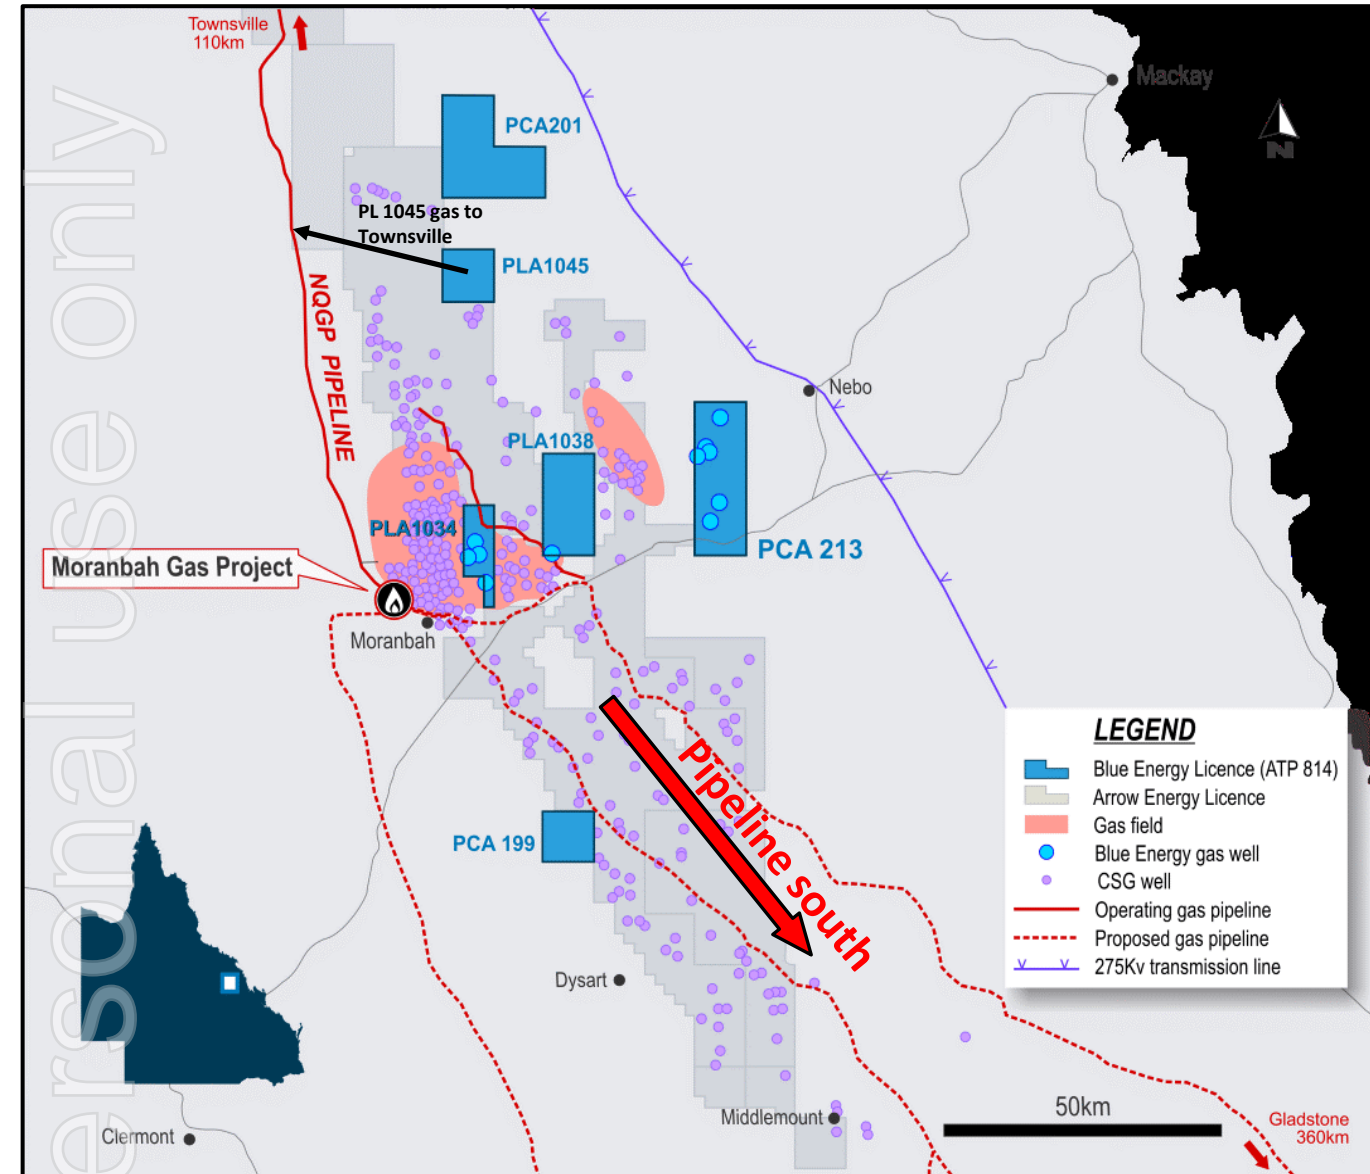 Townsville
110km
Mackay
PCA201
N
PL 1045 gas to
Townsville
PLA1045
NQGP PIPELINE
Nebo
PLA1038
PLA1034
PCA 213
Moranbah Gas Project
Moranbah
Pipeline south
PCA 199
Dysart
Middlemount
Clermont
LEGEND
Blue Energy Licence (ATP 814)
Arrow Energy Licence
Gas field
Blue Energy gas well
CSG well
Operating gas pipeline
Proposed gas pipeline
275Kv transmission line
50km
Gladstone
360km
ersonal use only